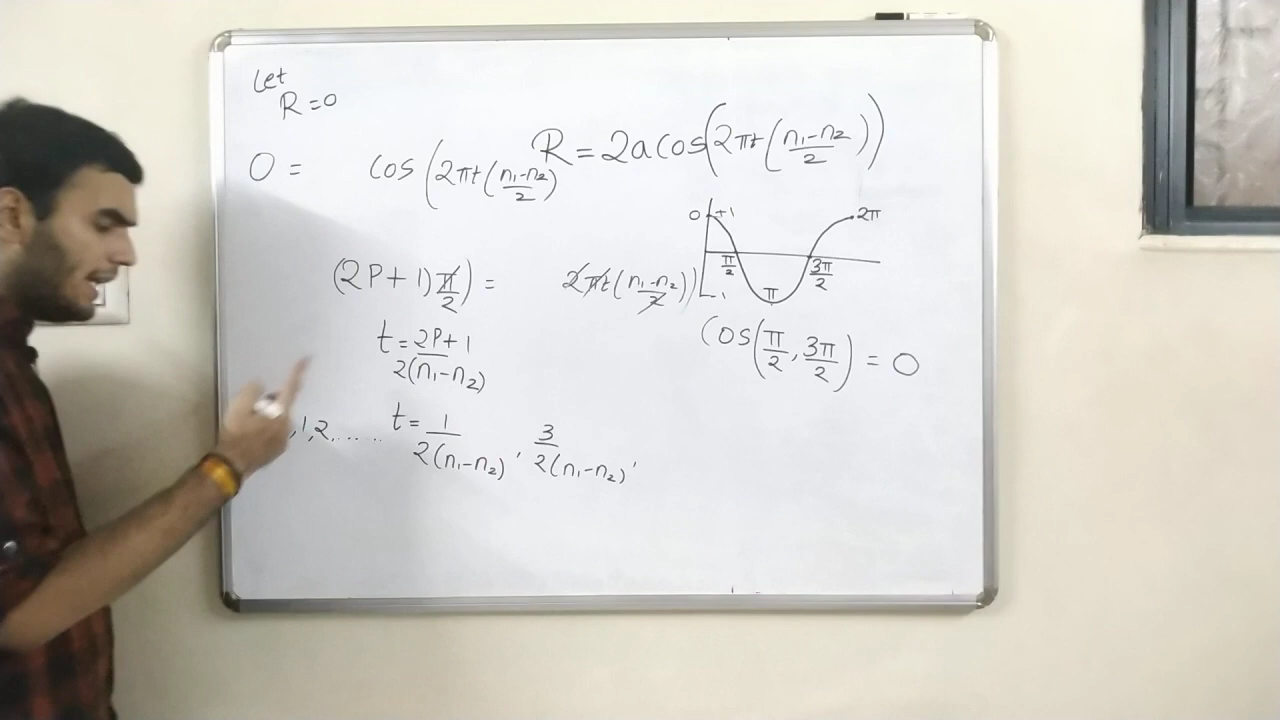 Let
R=0
R=2acos(2πt(n₁-n₂/2))
0 = cos(2πt(n₁-n₂/2)
0 +1 2π
π/2 3π/2
π
-1
(2P+1)π/2) = 2πt(n₁-n₂/2))
t=2P+1/2(n₁-n₂)
Cos(π/2, 3π/2) = 0
,1,2,...... t=1/2(n₁-n₂), 3/2(n₁-n₂),